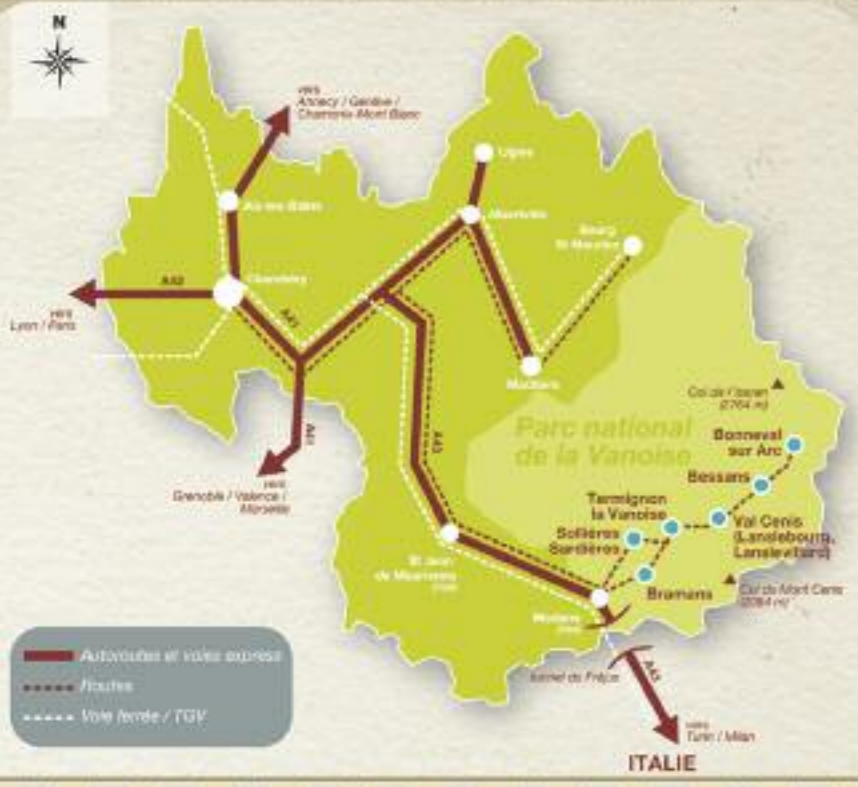 N
vers
Annecy / Genève /
Chamonix-Mont Blanc
Ugine
Aix-les-Bains
Albertville
Bourg
St Maurice
Chambéry
A43
vers
Lyon / Paris
Moûtiers
Col de l'Iseran
(2764 m)
Parc national
de la Vanoise
Bonneval
sur Arc
A43
Bessans
vers
Grenoble / Valence /
Marseille
Termignon
la Vanoise
Val Cenis
(Lanslebourg,
Lanslevillard)
Sollières
Sardières
St Jean
de Maurienne
Bramans
Col du Mont Cenis
Modane
Autoroutes et voies express
Routes
Voie ferrée / TGV
tunnel du Fréjus
A43
vers
Turin / Milan
ITALIE